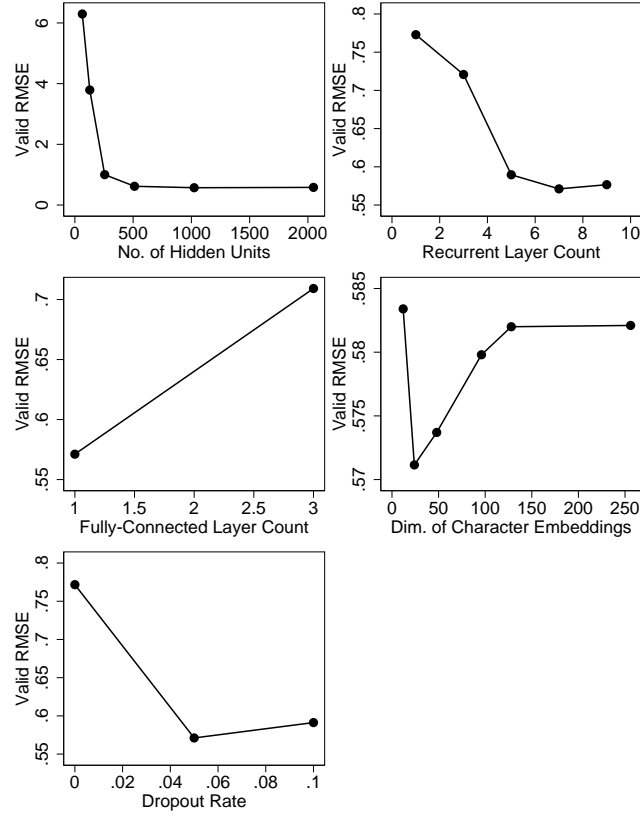 Valid RMSE
6
4
2
0
0 500 1000 1500 2000
No. of Hidden Units
Valid RMSE
.8
.75
.7
.65
.6
.55
0 2 4 6 8 10
Recurrent Layer Count
Valid RMSE
.7
.65
.6
.55
1 1.5 2 2.5 3
Fully-Connected Layer Count
Valid RMSE
.585
.58
.575
.57
0 50 100 150 200 250
Dim. of Character Embeddings
Valid RMSE
.8
.75
.7
.65
.6
.55
0 .02 .04 .06 .08 .1
Dropout Rate